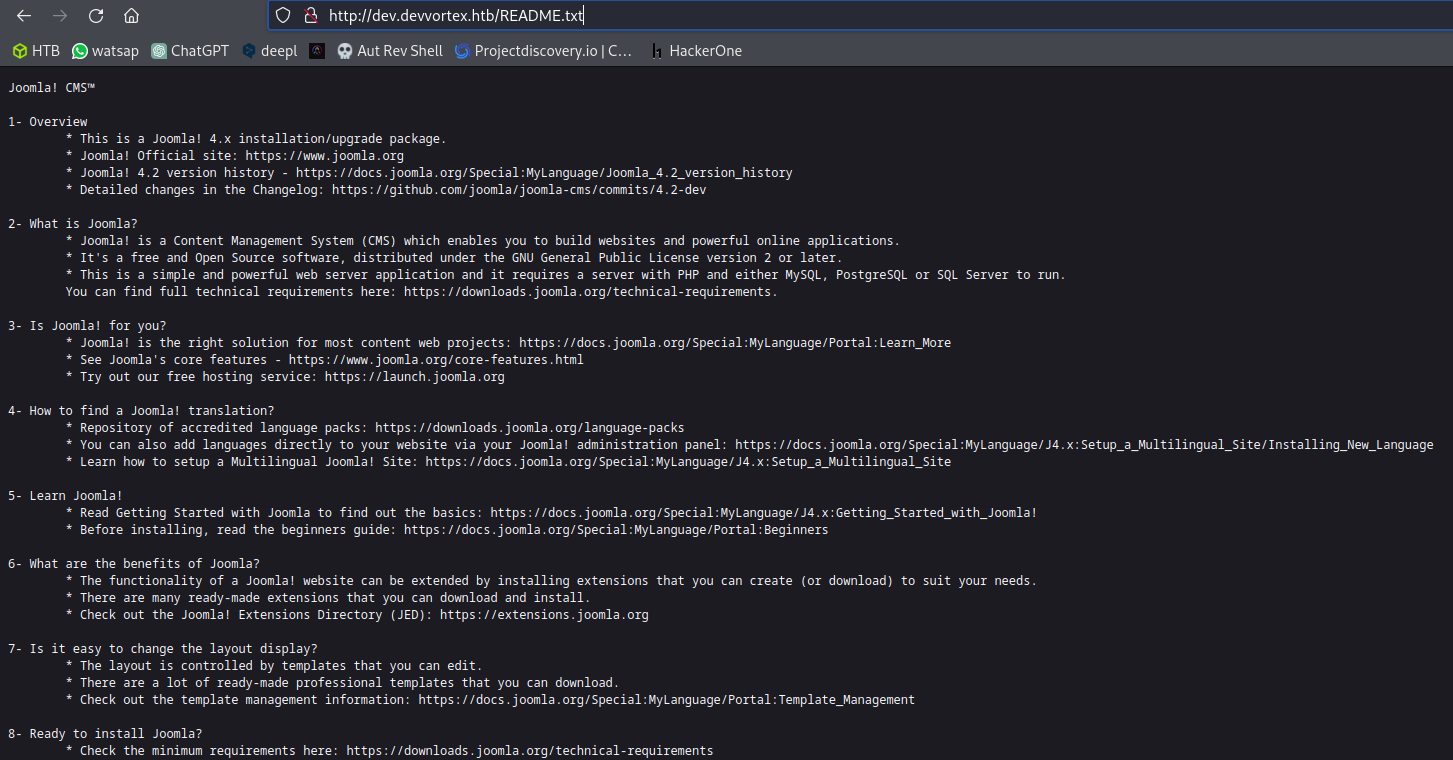 http://dev.devvortex.htb/README.txt
HTB watsap ChatGPT deepl Aut Rev Shell Projectdiscovery.io | C… HackerOne
Joomla! CMS™
1- Overview
* This is a Joomla! 4.x installation/upgrade package.
* Joomla! Official site: https://www.joomla.org
* Joomla! 4.2 version history - https://docs.joomla.org/Special:MyLanguage/Joomla_4.2_version_history
* Detailed changes in the Changelog: https://github.com/joomla/joomla-cms/commits/4.2-dev
2- What is Joomla?
* Joomla! is a Content Management System (CMS) which enables you to build websites and powerful online applications.
* It's a free and Open Source software, distributed under the GNU General Public License version 2 or later.
* This is a simple and powerful web server application and it requires a server with PHP and either MySQL, PostgreSQL or SQL Server to run.
You can find full technical requirements here: https://downloads.joomla.org/technical-requirements.
3- Is Joomla! for you?
* Joomla! is the right solution for most content web projects: https://docs.joomla.org/Special:MyLanguage/Portal:Learn_More
* See Joomla's core features - https://www.joomla.org/core-features.html
* Try out our free hosting service: https://launch.joomla.org
4- How to find a Joomla! translation?
* Repository of accredited language packs: https://downloads.joomla.org/language-packs
* You can also add languages directly to your website via your Joomla! administration panel: https://docs.joomla.org/Special:MyLanguage/J4.x:Setup_a_Multilingual_Site/Installing_New_Language
* Learn how to setup a Multilingual Joomla! Site: https://docs.joomla.org/Special:MyLanguage/J4.x:Setup_a_Multilingual_Site
5- Learn Joomla!
* Read Getting Started with Joomla to find out the basics: https://docs.joomla.org/Special:MyLanguage/J4.x:Getting_Started_with_Joomla!
* Before installing, read the beginners guide: https://docs.joomla.org/Special:MyLanguage/Portal:Beginners
6- What are the benefits of Joomla?
* The functionality of a Joomla! website can be extended by installing extensions that you can create (or download) to suit your needs.
* There are many ready-made extensions that you can download and install.
* Check out the Joomla! Extensions Directory (JED): https://extensions.joomla.org
7- Is it easy to change the layout display?
* The layout is controlled by templates that you can edit.
* There are a lot of ready-made professional templates that you can download.
* Check out the template management information: https://docs.joomla.org/Special:MyLanguage/Portal:Template_Management
8- Ready to install Joomla?
* Check the minimum requirements here: https://downloads.joomla.org/technical-requirements